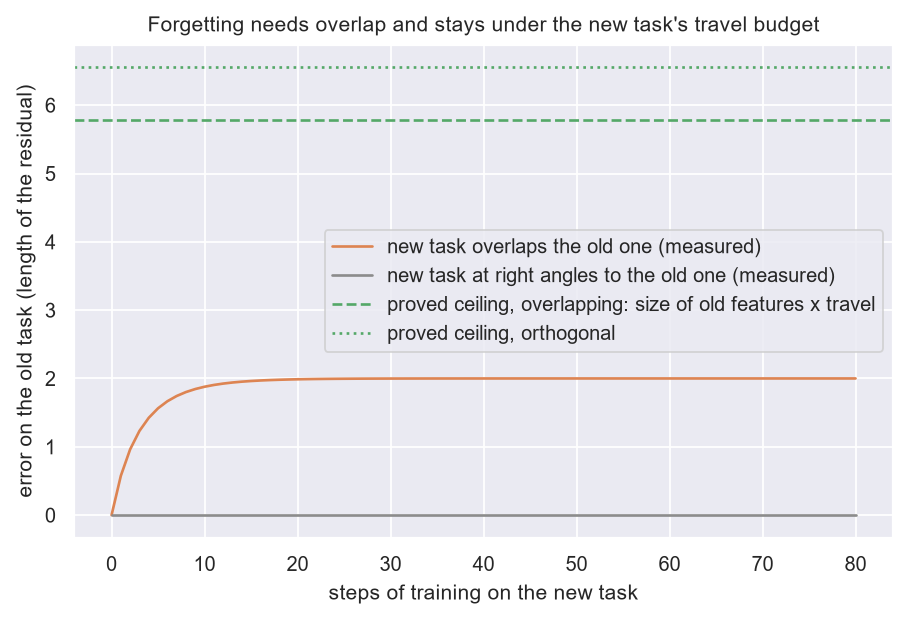 Forgetting needs overlap and stays under the new task's travel budget
error on the old task (length of the residual)
6
5
4
3
2
1
0
new task overlaps the old one (measured)
new task at right angles to the old one (measured)
proved ceiling, overlapping: size of old features x travel
proved ceiling, orthogonal
0 10 20 30 40 50 60 70 80
steps of training on the new task